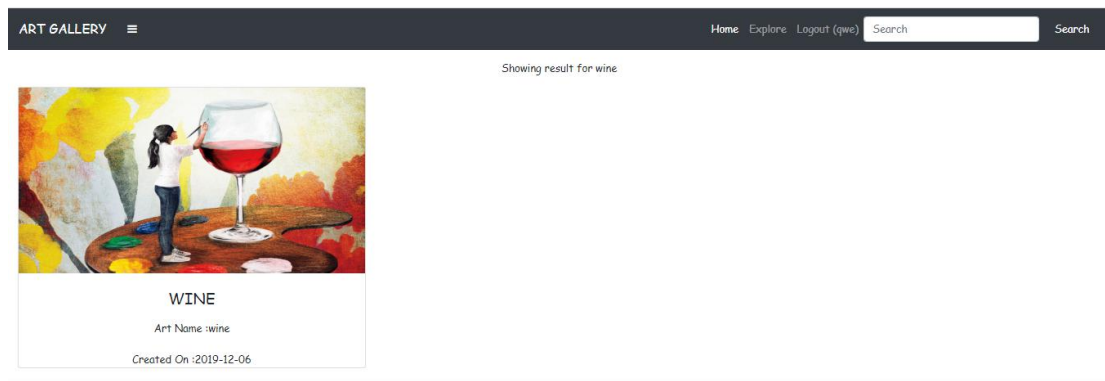 ART GALLERY ≡ Home Explore Logout (qwe) Search Search
Showing result for wine
WINE
Art Name :wine
Created On :2019-12-06